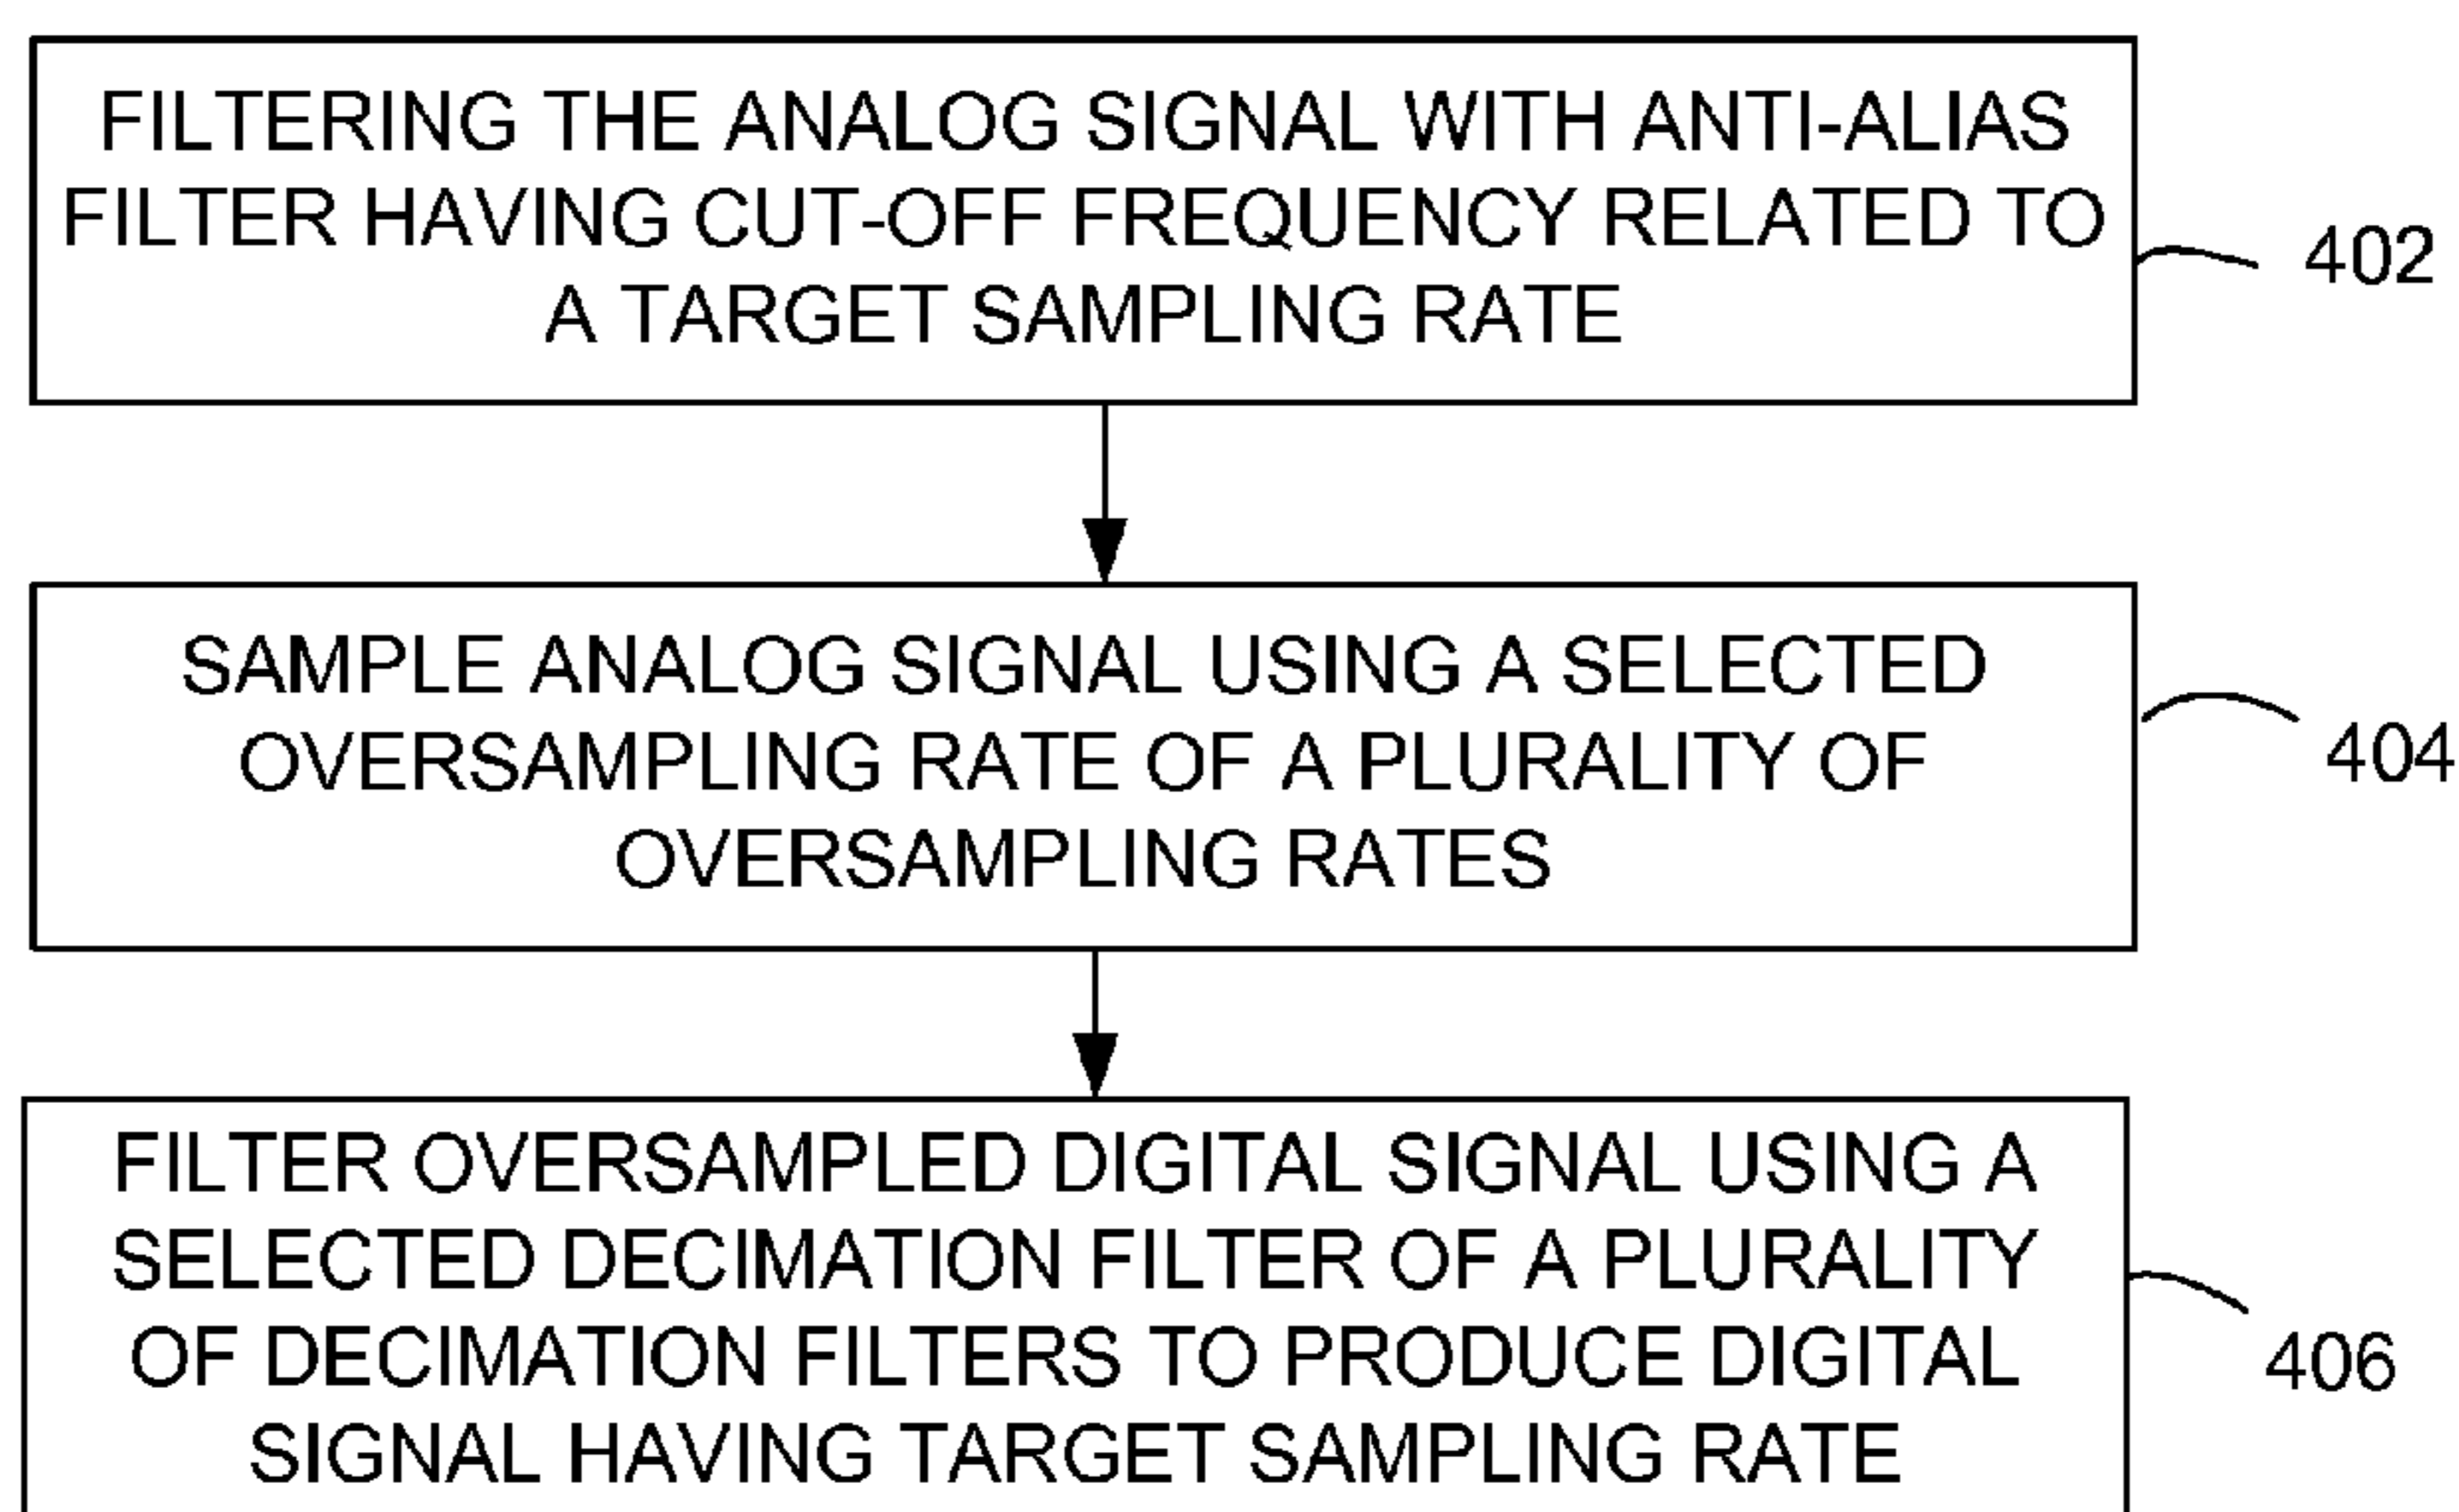 FILTERING THE ANALOG SIGNAL WITH ANTI-ALIAS
FILTER HAVING CUT-OFF FREQUENCY RELATED TO
A TARGET SAMPLING RATE
402
SAMPLE ANALOG SIGNAL USING A SELECTED
OVERSAMPLING RATE OF A PLURALITY OF
OVERSAMPLING RATES
404
FILTER OVERSAMPLED DIGITAL SIGNAL USING A
SELECTED DECIMATION FILTER OF A PLURALITY
OF DECIMATION FILTERS TO PRODUCE DIGITAL
SIGNAL HAVING TARGET SAMPLING RATE
406